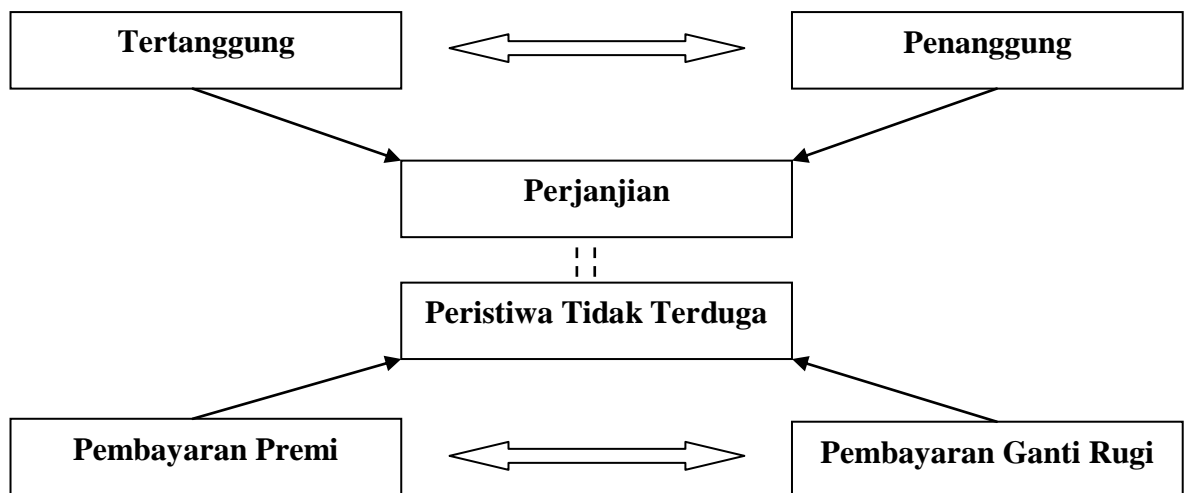 Tertanggung
Penanggung
Perjanjian
Peristiwa Tidak Terduga
Pembayaran Premi
Pembayaran Ganti Rugi